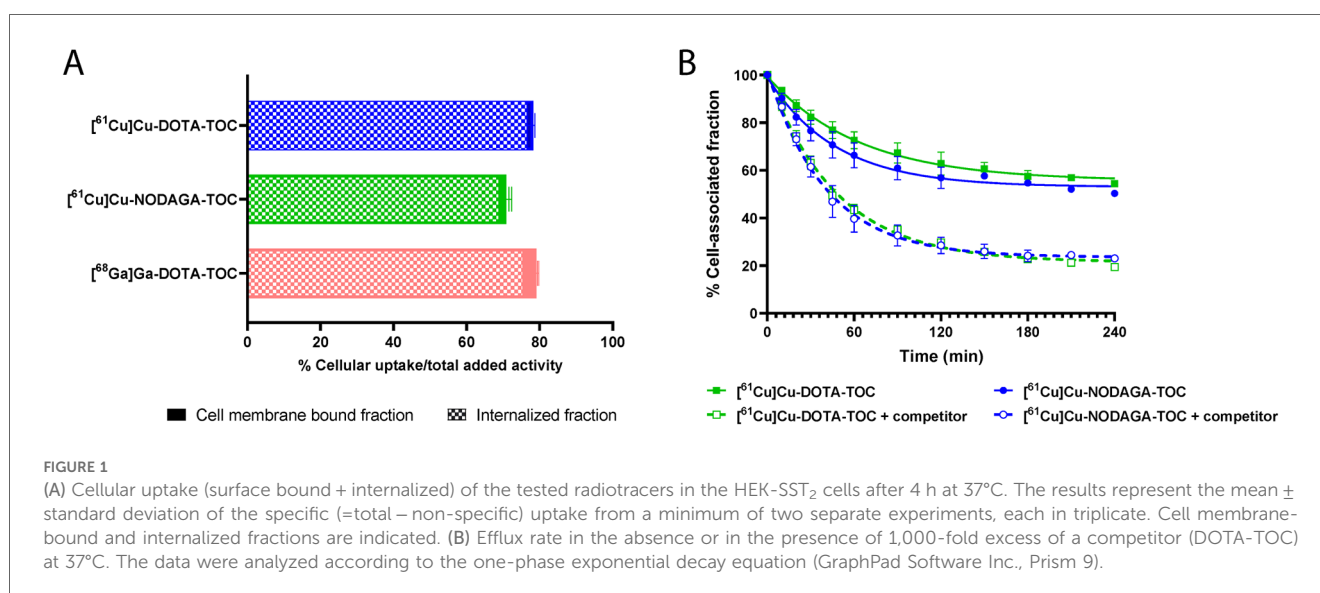 A
[⁶¹Cu]Cu-DOTA-TOC
[⁶¹Cu]Cu-NODAGA-TOC
[⁶⁸Ga]Ga-DOTA-TOC
0 20 40 60 80 100
% Cellular uptake/total added activity
Cell membrane bound fraction
Internalized fraction
B
% Cell-associated fraction
100
80
60
40
20
0
0 60 120 180 240
Time (min)
[⁶¹Cu]Cu-DOTA-TOC
[⁶¹Cu]Cu-NODAGA-TOC
[⁶¹Cu]Cu-DOTA-TOC + competitor
[⁶¹Cu]Cu-NODAGA-TOC + competitor
FIGURE 1
(A) Cellular uptake (surface bound + internalized) of the tested radiotracers in the HEK-SST₂ cells after 4 h at 37°C. The results represent the mean ±
standard deviation of the specific (=total − non-specific) uptake from a minimum of two separate experiments, each in triplicate. Cell membrane-
bound and internalized fractions are indicated. (B) Efflux rate in the absence or in the presence of 1,000-fold excess of a competitor (DOTA-TOC)
at 37°C. The data were analyzed according to the one-phase exponential decay equation (GraphPad Software Inc., Prism 9).